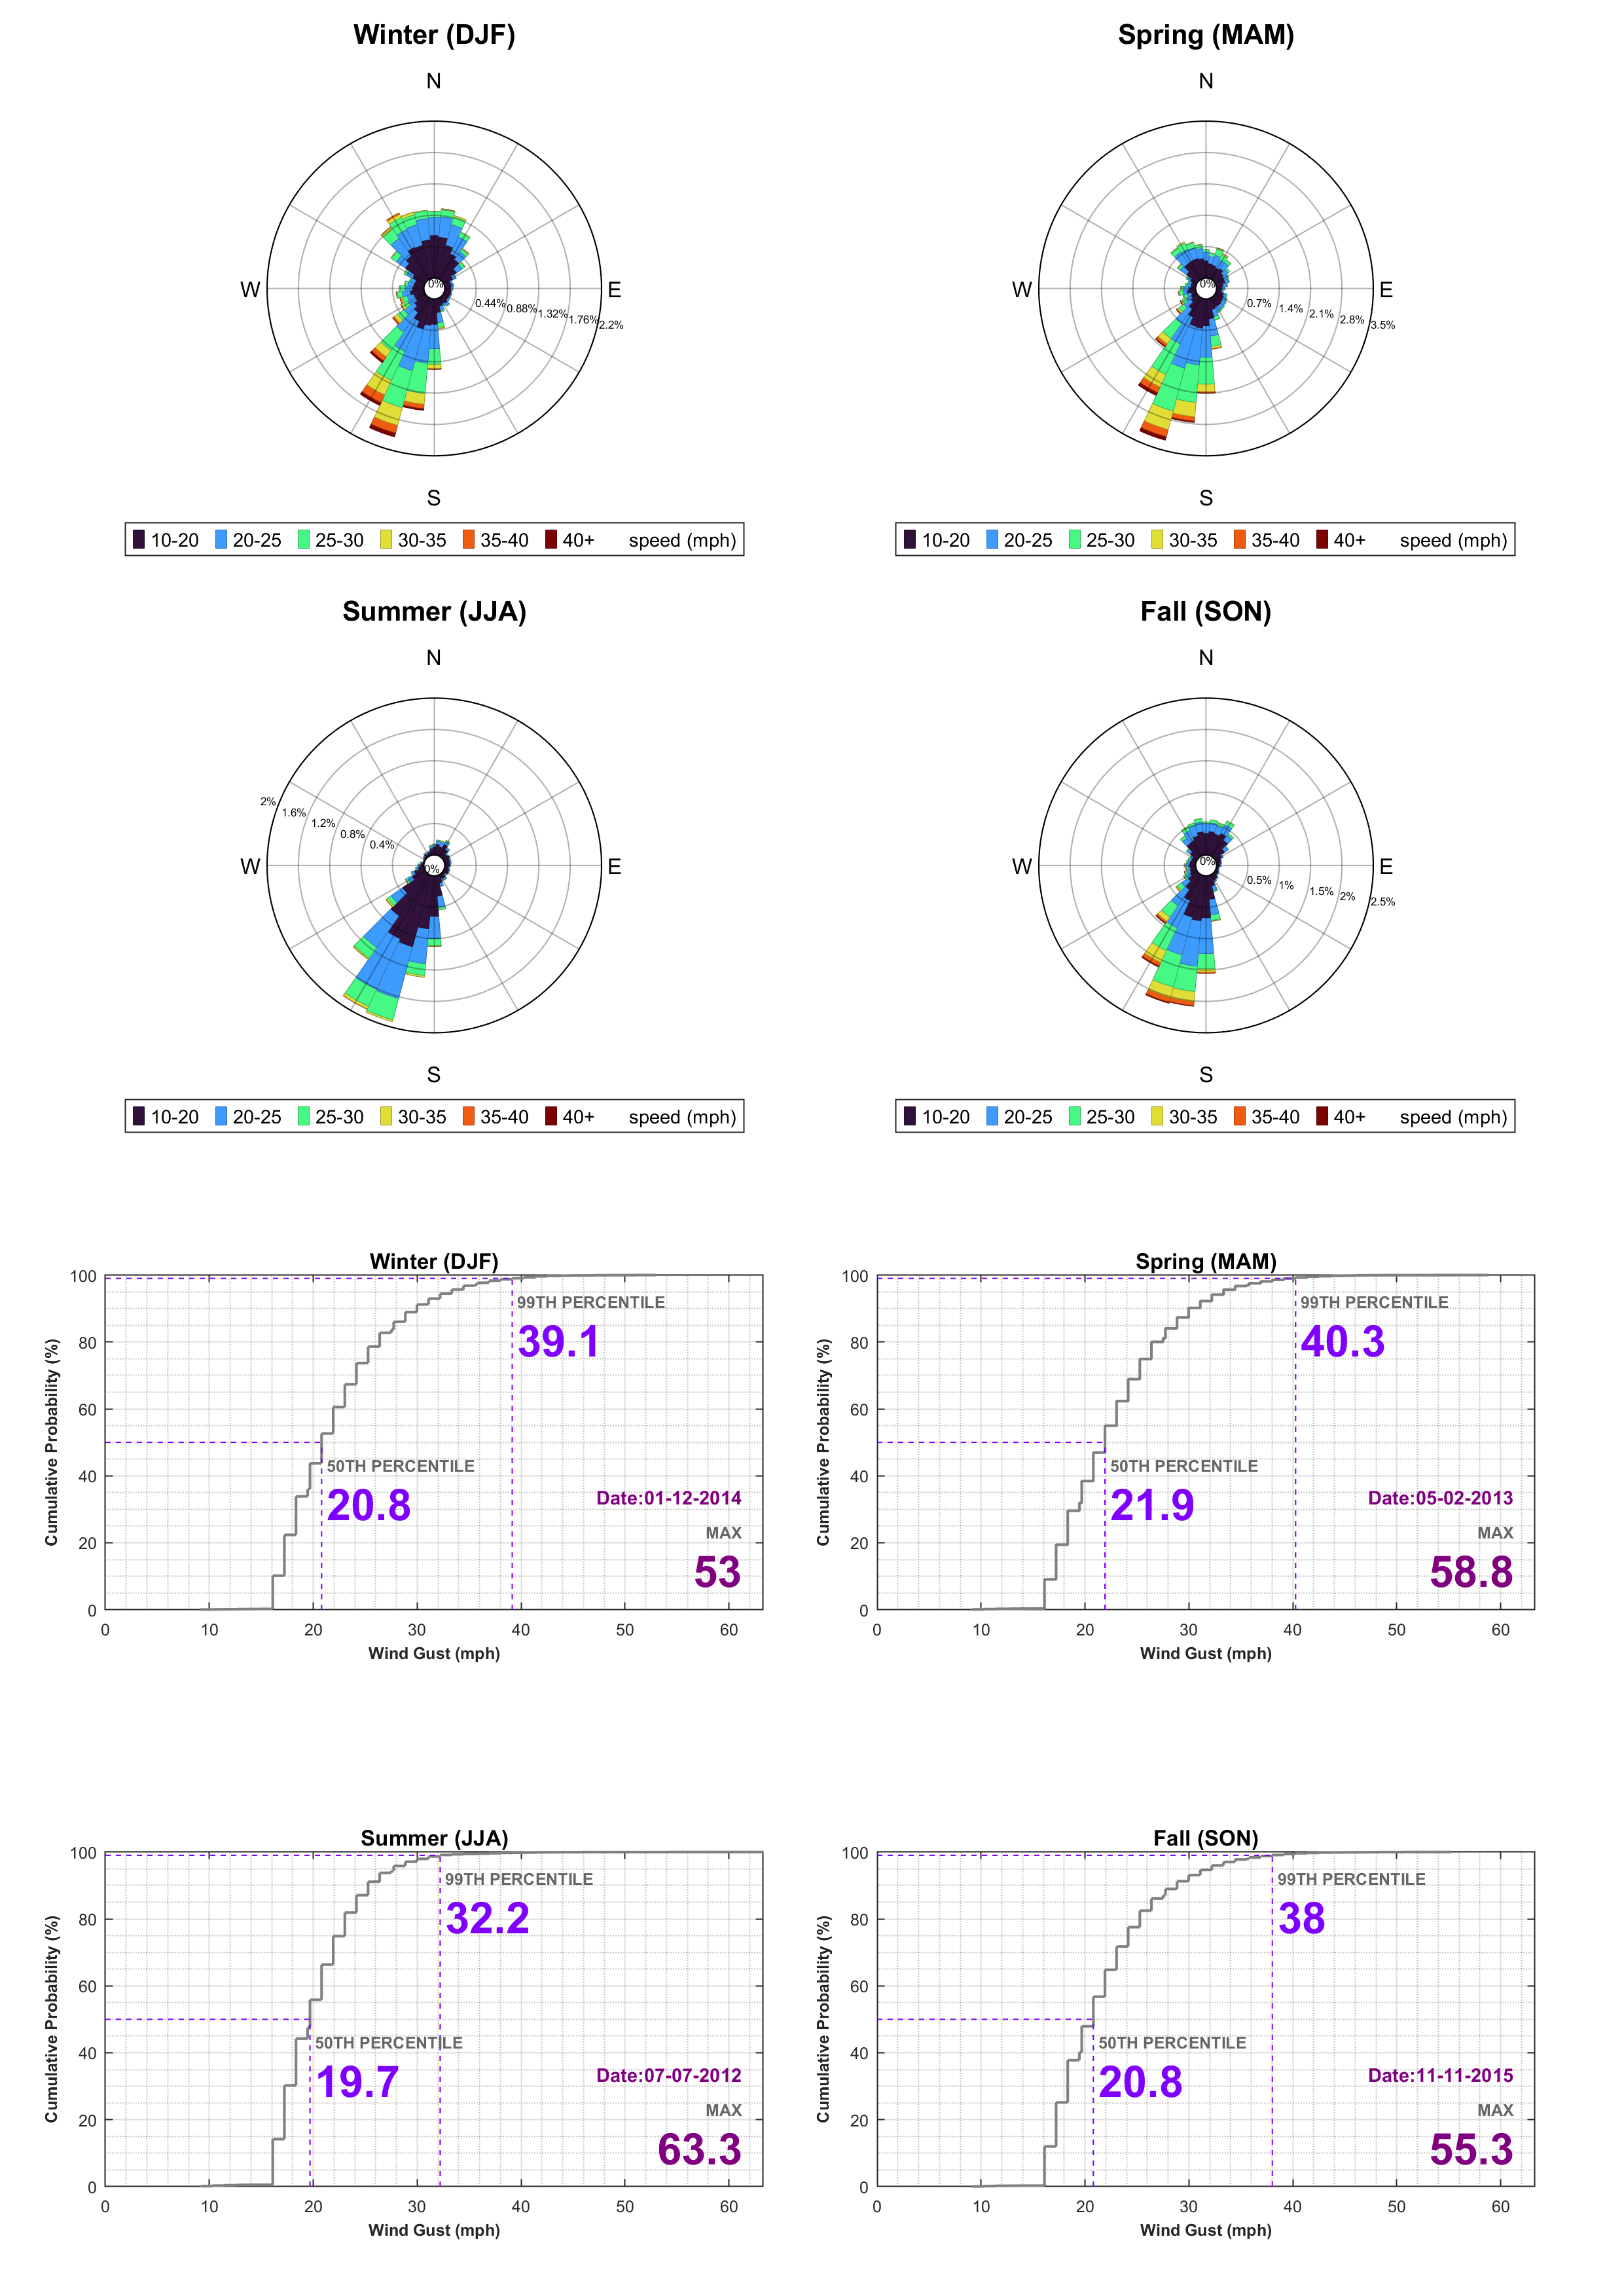 Winter (DJF)
N
W
E
0%
0.44%
0.88%
1.32%
1.76%
2.2%
S
10-20 20-25 25-30 30-35 35-40 40+ speed (mph)
Spring (MAM)
N
W
E
0%
0.7%
1.4%
2.1%
2.8%
3.5%
S
10-20 20-25 25-30 30-35 35-40 40+ speed (mph)
Summer (JJA)
N
2%
1.6%
1.2%
0.8%
0.4%
0%
W
E
S
10-20 20-25 25-30 30-35 35-40 40+ speed (mph)
Fall (SON)
N
W
E
0%
0.5%
1%
1.5%
2%
2.5%
S
10-20 20-25 25-30 30-35 35-40 40+ speed (mph)
Winter (DJF)
Cumulative Probability (%)
100
80
60
40
20
0
99TH PERCENTILE
39.1
50TH PERCENTILE
20.8
Date:01-12-2014
MAX
53
0 10 20 30 40 50 60
Wind Gust (mph)
Spring (MAM)
Cumulative Probability (%)
100
80
60
40
20
0
99TH PERCENTILE
40.3
50TH PERCENTILE
21.9
Date:05-02-2013
MAX
58.8
0 10 20 30 40 50 60
Wind Gust (mph)
Summer (JJA)
Cumulative Probability (%)
100
80
60
40
20
0
99TH PERCENTILE
32.2
50TH PERCENTILE
19.7
Date:07-07-2012
MAX
63.3
0 10 20 30 40 50 60
Wind Gust (mph)
Fall (SON)
Cumulative Probability (%)
100
80
60
40
20
0
99TH PERCENTILE
38
50TH PERCENTILE
20.8
Date:11-11-2015
MAX
55.3
0 10 20 30 40 50 60
Wind Gust (mph)